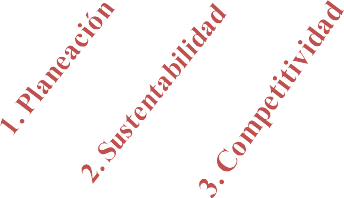 1. Planeación
2. Sustentabilidad
3. Competitividad